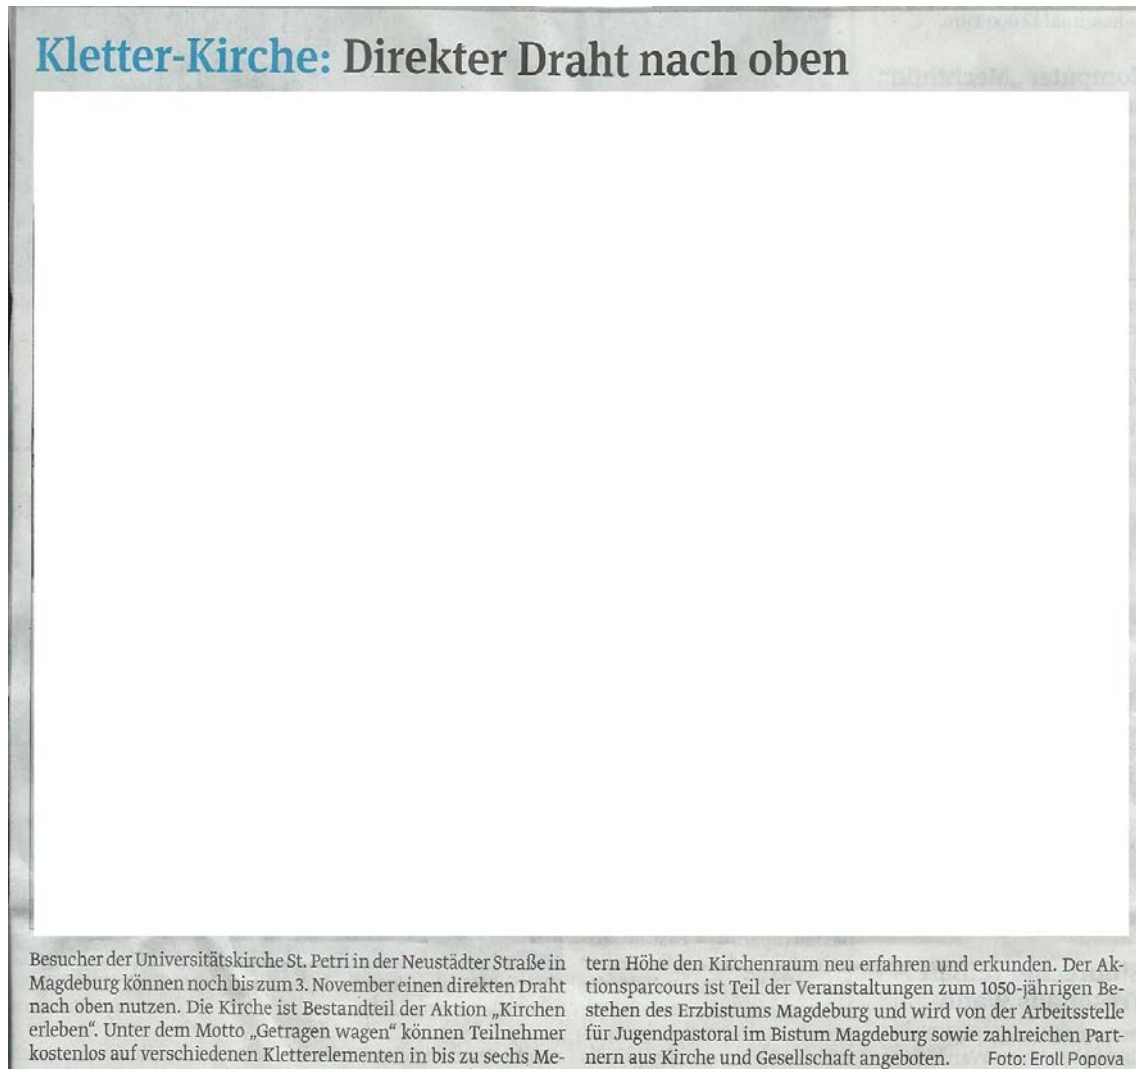 Kletter-Kirche: Direkter Draht nach oben
Besucher der Universitätskirche St. Petri in der Neustädter Straße in
Magdeburg können noch bis zum 3. November einen direkten Draht
nach oben nutzen. Die Kirche ist Bestandteil der Aktion „Kirchen
erleben“. Unter dem Motto „Getragen wagen“ können Teilnehmer
kostenlos auf verschiedenen Kletterelementen in bis zu sechs Me-
tern Höhe den Kirchenraum neu erfahren und erkunden. Der Ak-
tionsparcours ist Teil der Veranstaltungen zum 1050-jährigen Be-
stehen des Erzbistums Magdeburg und wird von der Arbeitsstelle
für Jugendpastoral im Bistum Magdeburg sowie zahlreichen Part-
nern aus Kirche und Gesellschaft angeboten. Foto: Eroll Popova